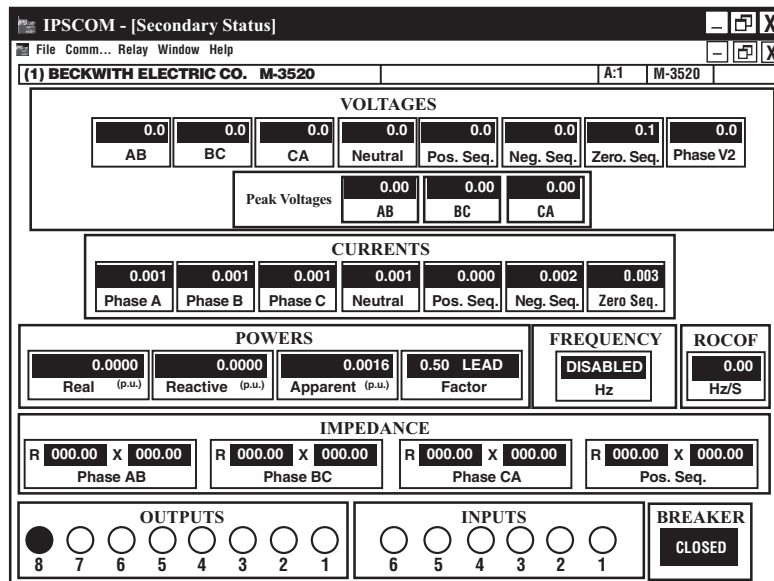 IPSCOM - [Secondary Status]
File Comm... Relay Window Help
(1) BECKWITH ELECTRIC CO. M-3520 A:1 M-3520
VOLTAGES
0.0 0.0 0.0 0.0 0.0 0.0 0.1 0.0
AB BC CA Neutral Pos. Seq. Neg. Seq. Zero. Seq. Phase V2
Peak Voltages 0.00 0.00 0.00
AB BC CA
CURRENTS
0.001 0.001 0.001 0.001 0.000 0.002 0.003
Phase A Phase B Phase C Neutral Pos. Seq. Neg. Seq. Zero Seq.
POWERS FREQUENCY ROCOF
0.0000 0.0000 0.0016 0.50 LEAD DISABLED 0.00
Real (p.u.) Reactive (p.u.) Apparent (p.u.) Factor Hz Hz/S
IMPEDANCE
R 000.00 X 000.00 R 000.00 X 000.00 R 000.00 X 000.00 R 000.00 X 000.00
Phase AB Phase BC Phase CA Pos. Seq.
OUTPUTS INPUTS BREAKER
CLOSED
8 7 6 5 4 3 2 1 6 5 4 3 2 1